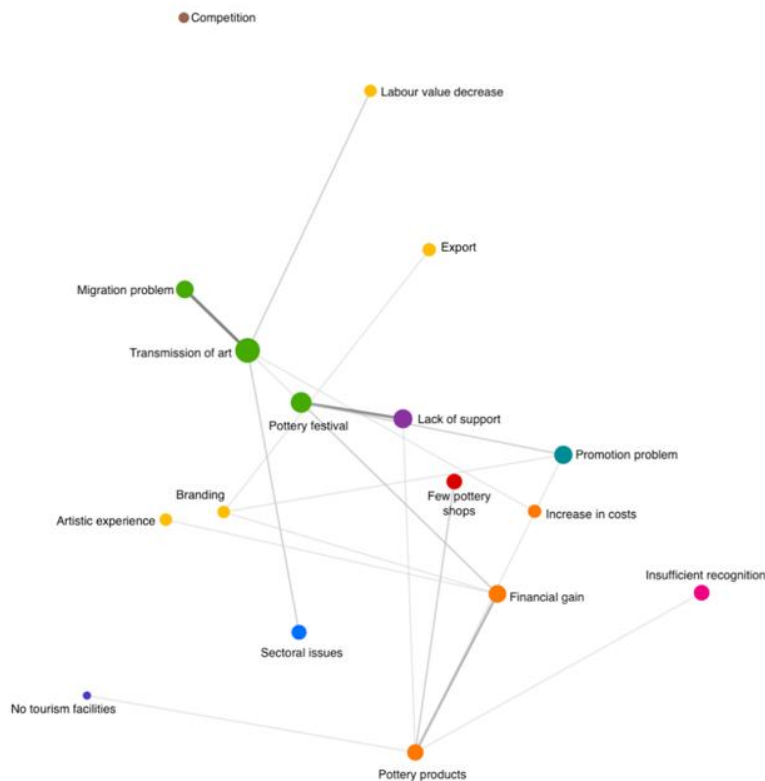 Competition
Labour value decrease
Export
Migration problem
Transmission of art
Pottery festival
Lack of support
Promotion problem
Branding
Few pottery
shops
Artistic experience
Increase in costs
Insufficient recognition
Financial gain
Sectoral issues
No tourism facilities
Pottery products